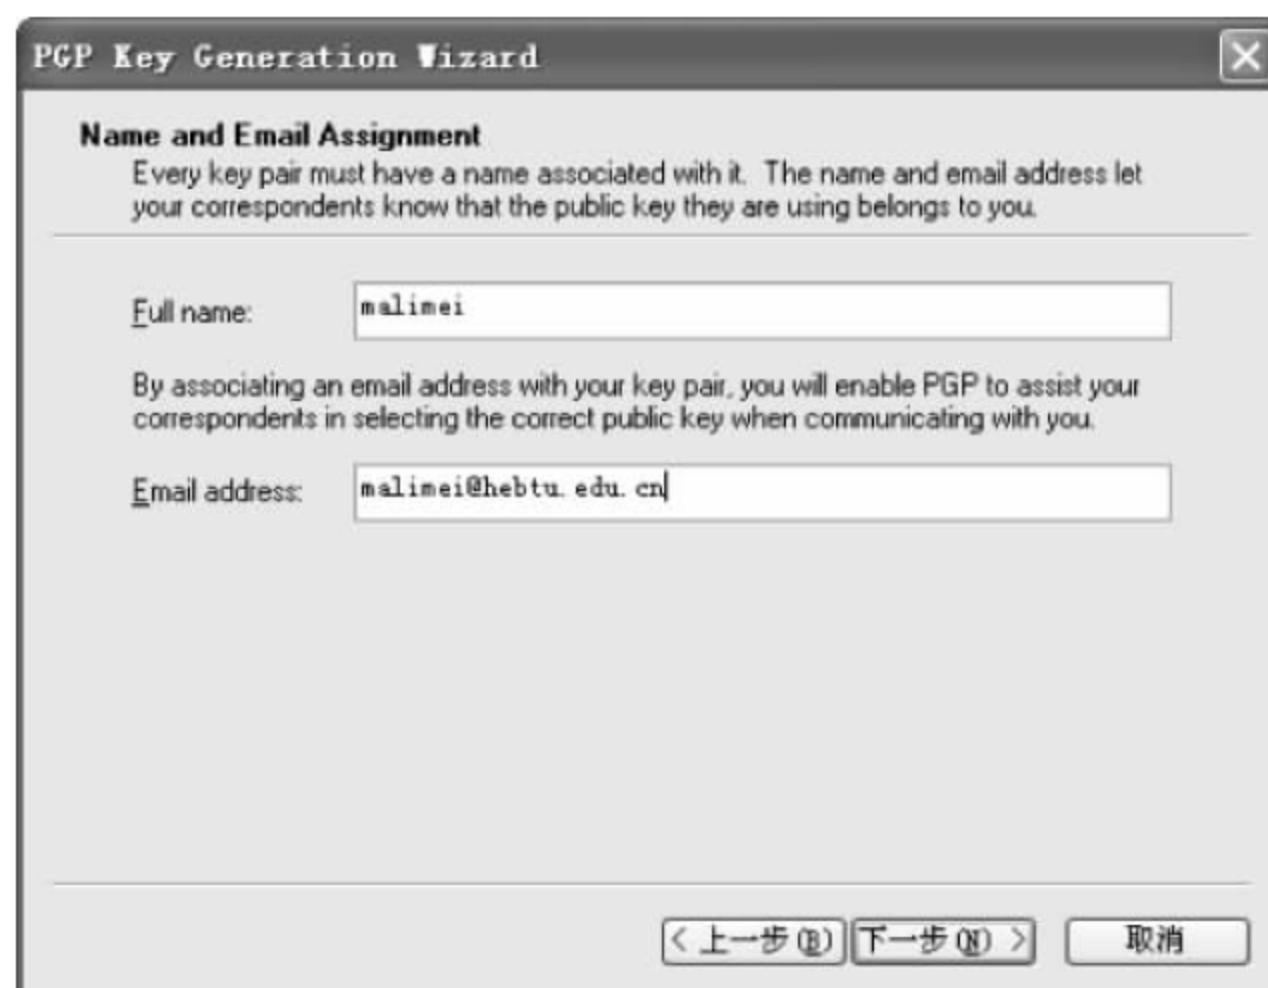 PGP Key Generation Wizard
Name and Email Assignment
Every key pair must have a name associated with it. The name and email address let
your correspondents know that the public key they are using belongs to you.
Full name:
malimei
By associating an email address with your key pair, you will enable PGP to assist your
correspondents in selecting the correct public key when communicating with you.
Email address:
malimei@hebtu.edu.cn
< 上一步(B) 下一步(N) > 取消